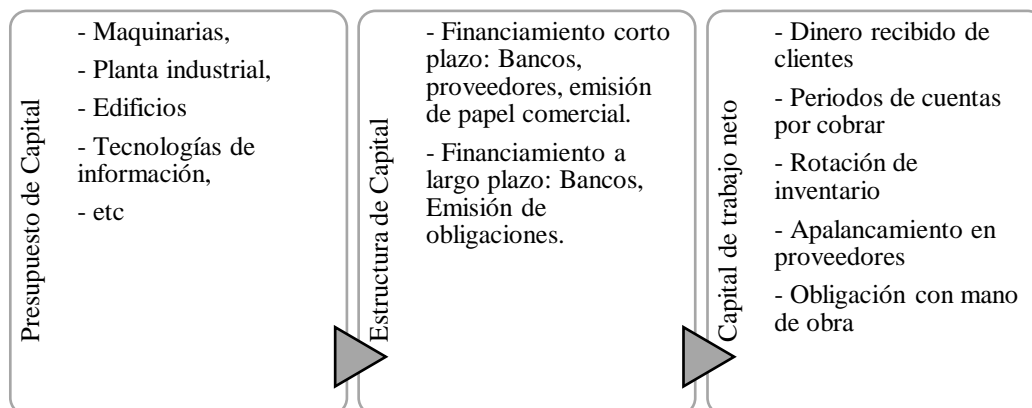 Presupuesto de Capital
- Maquinarias,
- Planta industrial,
- Edificios
- Tecnologías de
información,
- etc
Estructura de Capital
- Financiamiento corto
plazo: Bancos,
proveedores, emisión
de papel comercial.
- Financiamiento a
largo plazo: Bancos,
Emisión de
obligaciones.
Capital de trabajo neto
- Dinero recibido de
clientes
- Periodos de cuentas
por cobrar
- Rotación de
inventario
- Apalancamiento en
proveedores
- Obligación con mano
de obra